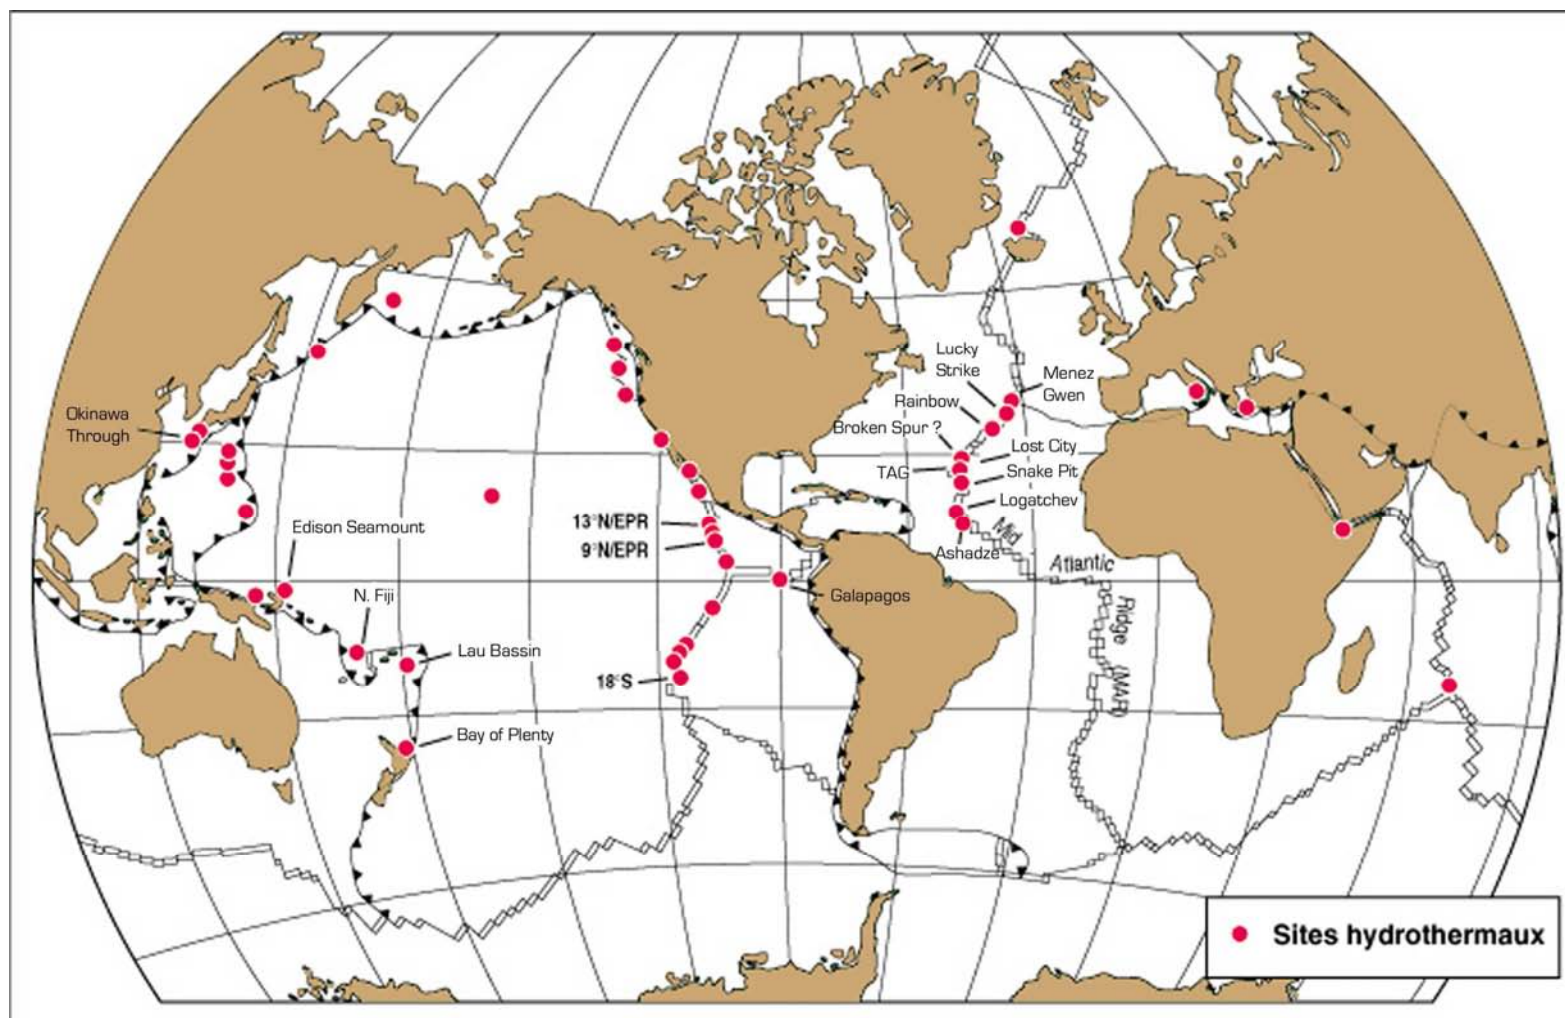 Lucky
Strike
Menez
Gwen
Rainbow
Okinawa
Through
Broken Spur ?
Lost City
TAG
Snake Pit
Logatchev
13°N/EPR
Edison Seamount
9°N/EPR
Ashadze
Mid
Atlantic
Ridge
(MAR)
N. Fiji
Galapagos
Lau Bassin
18°S
Bay of Plenty
Sites hydrothermaux